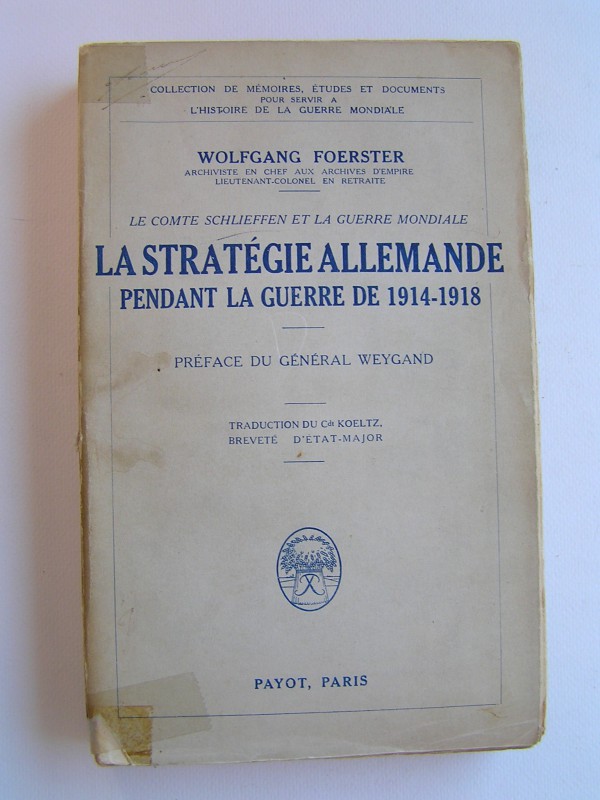 COLLECTION DE MÉMOIRES, ÉTUDES ET DOCUMENTS
POUR SERVIR A
L'HISTOIRE DE LA GUERRE MONDIALE
WOLFGANG FOERSTER
ARCHIVISTE EN CHEF AUX ARCHIVES D'EMPIRE
LIEUTENANT-COLONEL EN RETRAITE
LE COMTE SCHLIEFFEN ET LA GUERRE MONDIALE
LA STRATÉGIE ALLEMANDE
PENDANT LA GUERRE DE 1914-1918
PRÉFACE DU GÉNÉRAL WEYGAND
TRADUCTION DU Cdt KOELTZ,
BREVETÉ D'ÉTAT-MAJOR
PAYOT, PARIS